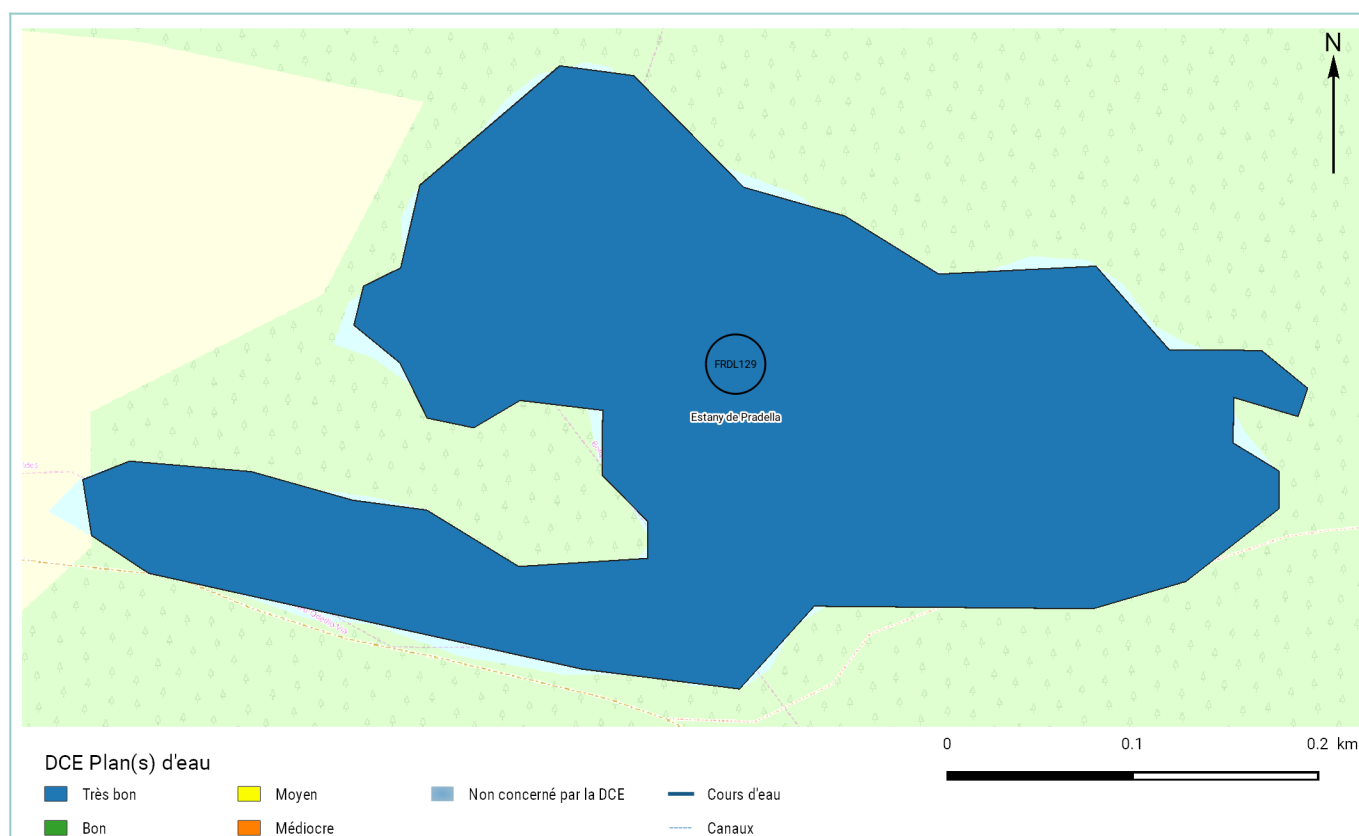 N
FRDL129
Estany de Pradella
0 0.1 0.2 km
DCE Plan(s) d'eau
Très bon Moyen Non concerné par la DCE Cours d'eau
Bon Médiocre Canaux